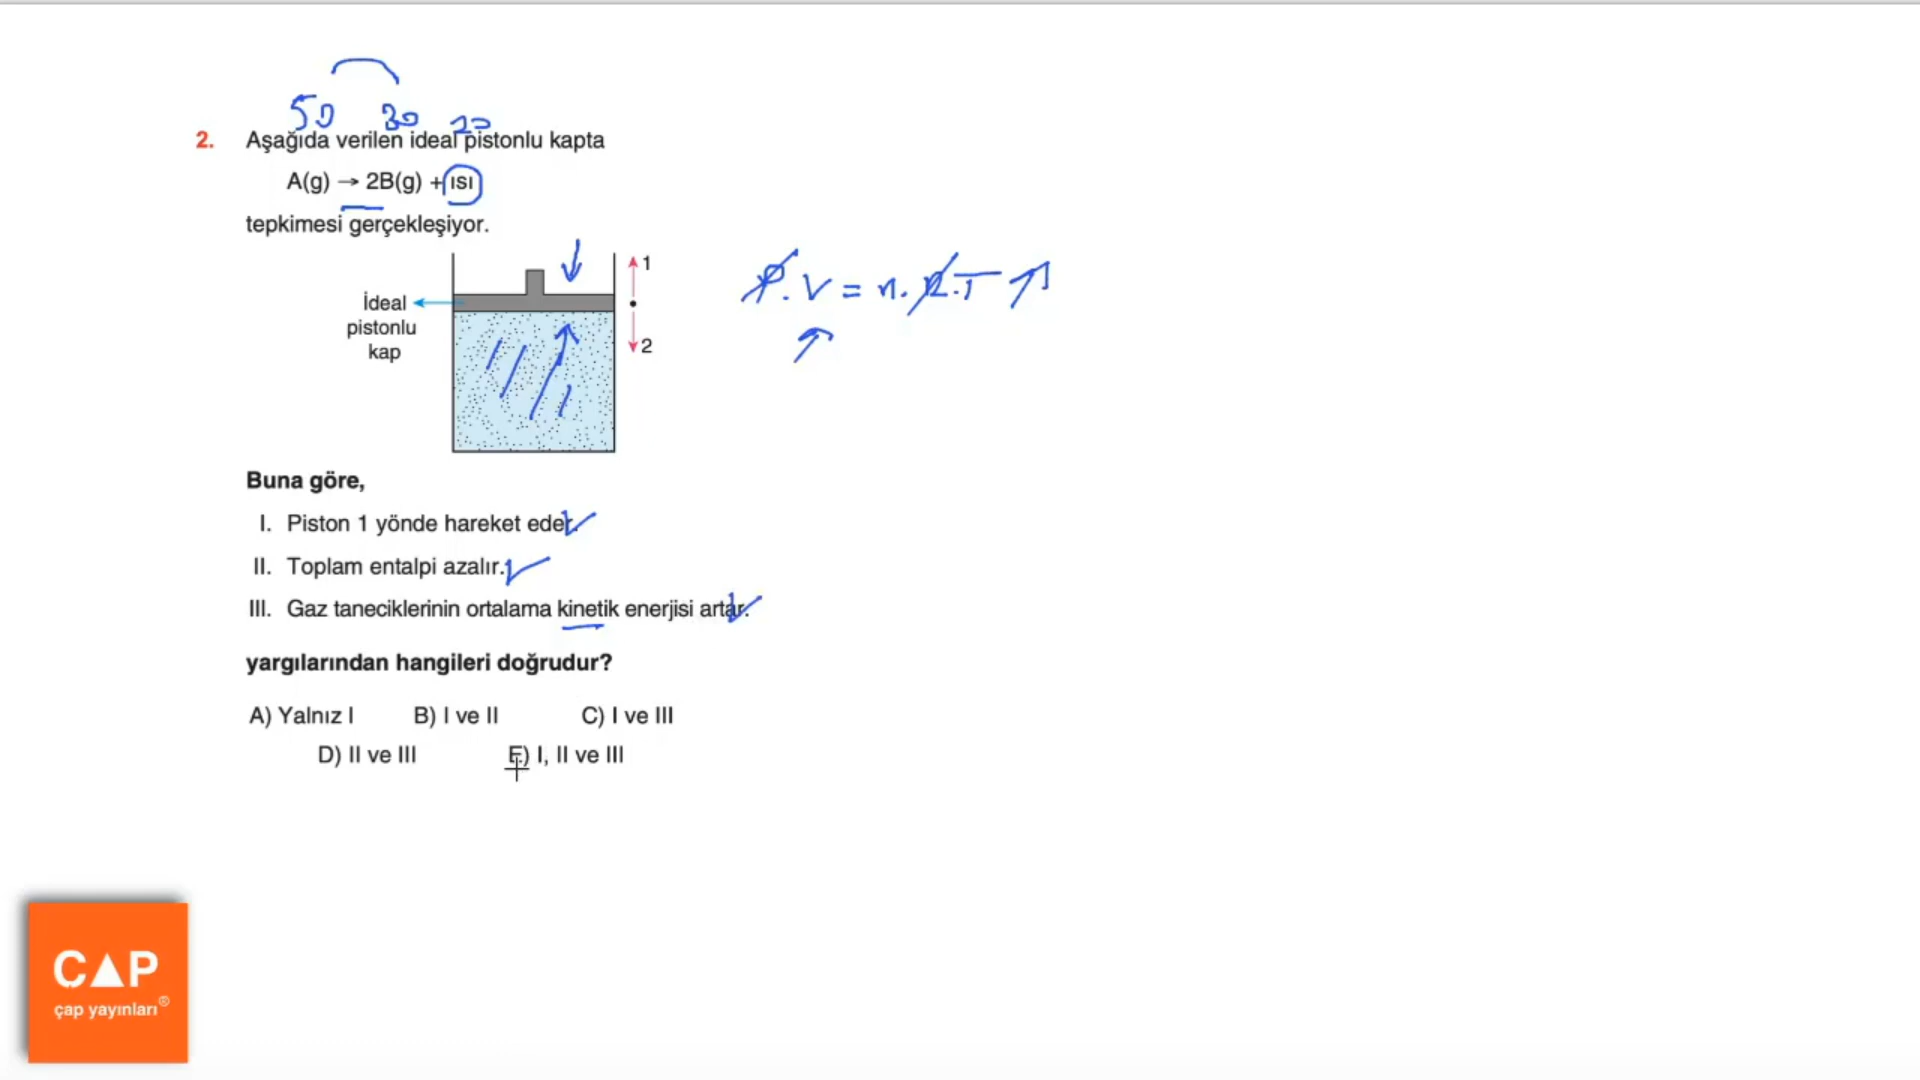 50 30 20
2. Aşağıda verilen ideal pistonlu kapta
A(g) → 2B(g) + ısı
tepkimesi gerçekleşiyor.
1
İdeal
pistonlu
kap
2
P.V = n.R.T
Buna göre,
I. Piston 1 yönde hareket eder.
II. Toplam entalpi azalır.
III. Gaz taneciklerinin ortalama kinetik enerjisi artar.
yargılarından hangileri doğrudur?
A) Yalnız I B) I ve II C) I ve III
D) II ve III E) I, II ve III
ÇAP
çap yayınları®